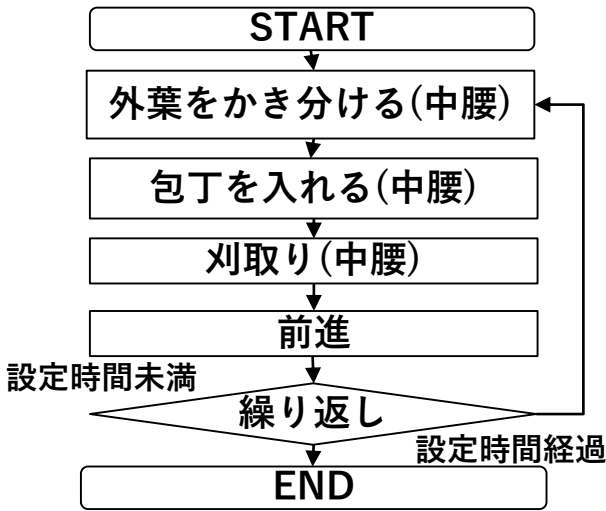 START
外葉をかき分ける(中腰)
包丁を入れる(中腰)
刈取り(中腰)
前進
設定時間未満
繰り返し
設定時間経過
END